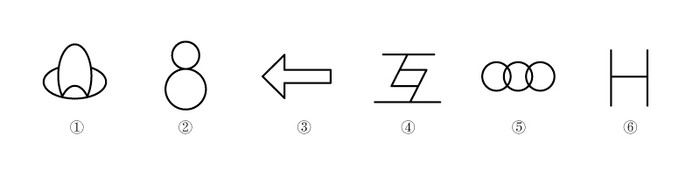 ① ② ③ ④ ⑤ ⑥